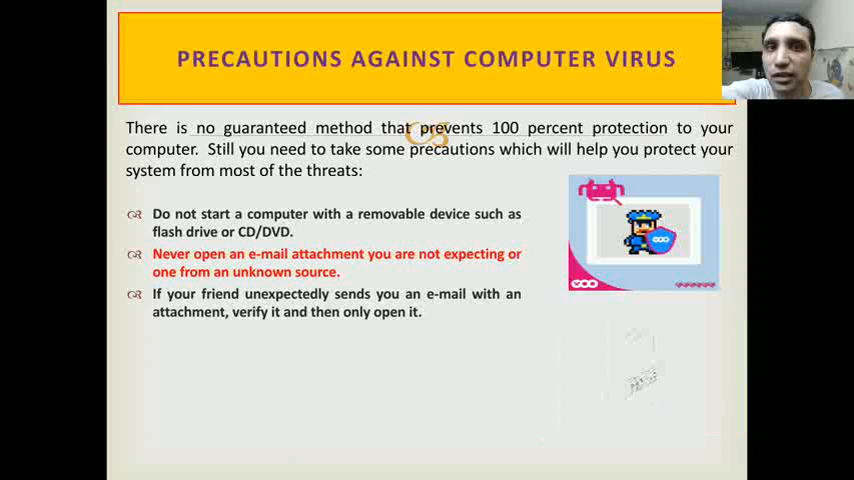 PRECAUTIONS AGAINST COMPUTER VIRUS
There is no guaranteed method that prevents 100 percent protection to your
computer. Still you need to take some precautions which will help you protect your
system from most of the threats:
Do not start a computer with a removable device such as
flash drive or CD/DVD.
Never open an e-mail attachment you are not expecting or
one from an unknown source.
If your friend unexpectedly sends you an e-mail with an
attachment, verify it and then only open it.